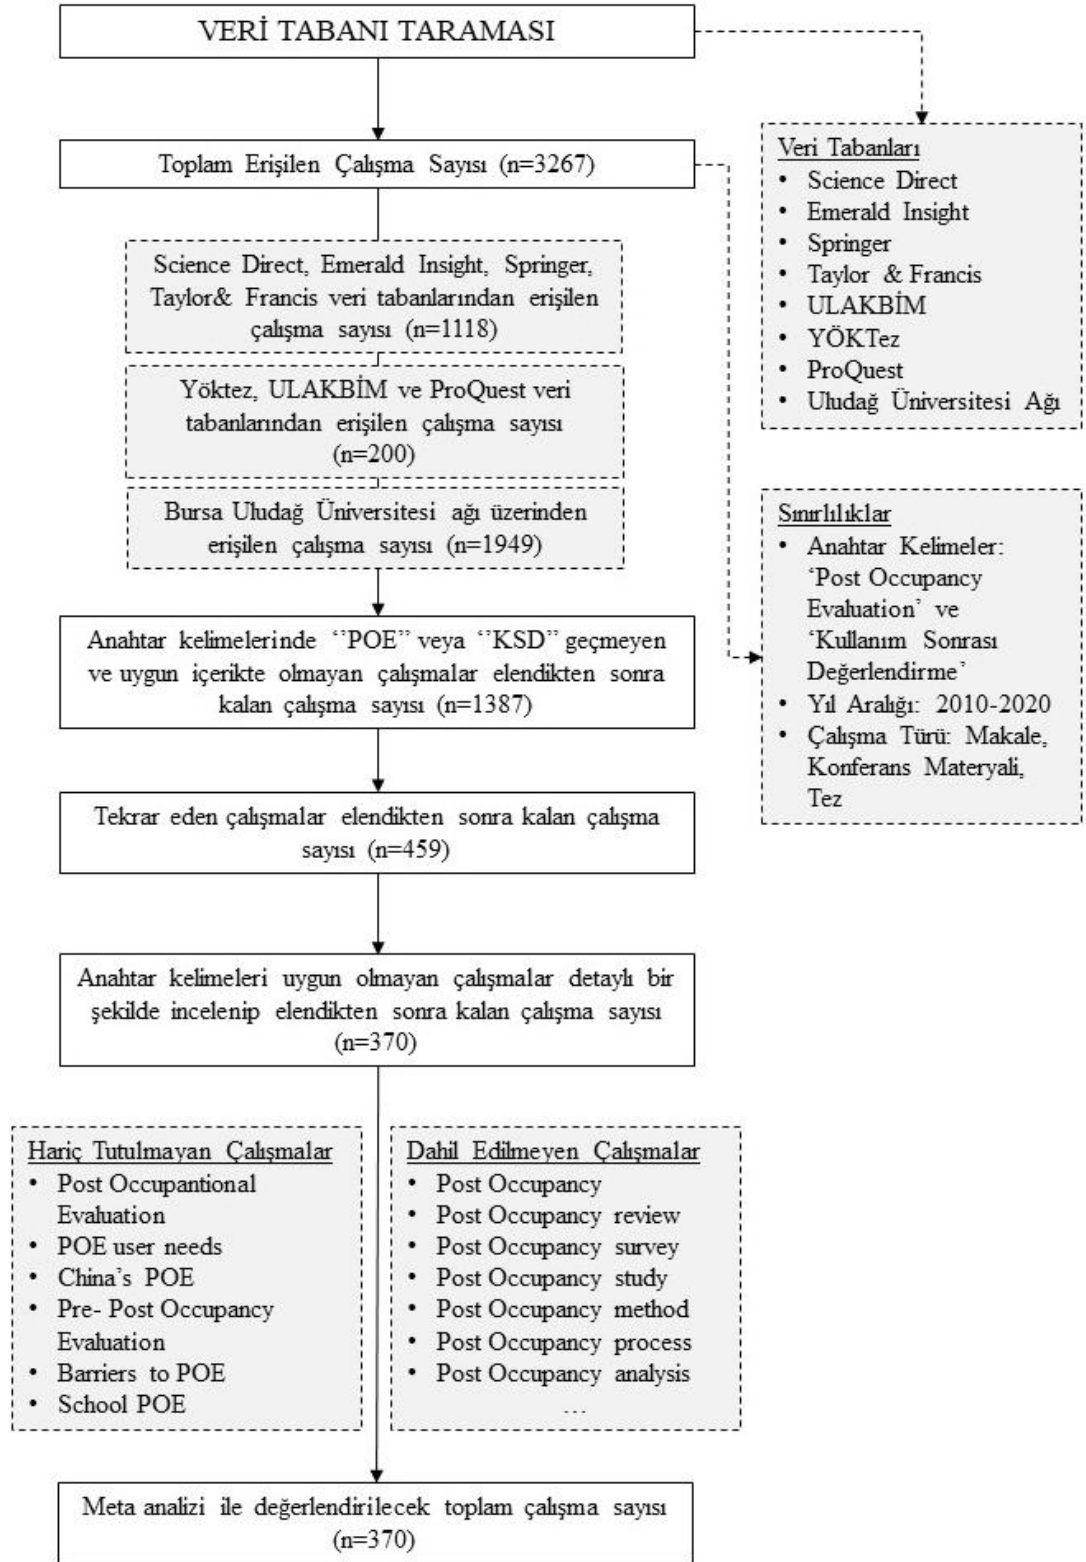 VERİ TABANI TARAMASI
Toplam Erişilen Çalışma Sayısı (n=3267)
Science Direct, Emerald Insight, Springer,
Taylor& Francis veri tabanlarından erişilen
çalışma sayısı (n=1118)
Yöktez, ULAKBİM ve ProQuest veri
tabanlarından erişilen çalışma sayısı
(n=200)
Bursa Uludağ Üniversitesi ağı üzerinden
erişilen çalışma sayısı (n=1949)
Veri Tabanları
• Science Direct
• Emerald Insight
• Springer
• Taylor & Francis
• ULAKBİM
• YÖKTez
• ProQuest
• Uludağ Üniversitesi Ağı
Sınırlılıklar
• Anahtar Kelimeler:
‘Post Occupancy
Evaluation’ ve
‘Kullanım Sonrası
Değerlendirme’
• Yıl Aralığı: 2010-2020
• Çalışma Türü: Makale,
Konferans Materyali,
Tez
Anahtar kelimelerinde ‘‘POE’’ veya ‘‘KSD’’ geçmeyen
ve uygun içerikte olmayan çalışmalar elendikten sonra
kalan çalışma sayısı (n=1387)
Tekrar eden çalışmalar elendikten sonra kalan çalışma
sayısı (n=459)
Anahtar kelimeleri uygun olmayan çalışmalar detaylı bir
şekilde incelenip elendikten sonra kalan çalışma sayısı
(n=370)
Hariç Tutulmayan Çalışmalar
• Post Occupantional
Evaluation
• POE user needs
• China’s POE
• Pre- Post Occupancy
Evaluation
• Barriers to POE
• School POE
Dahil Edilmeyen Çalışmalar
• Post Occupancy
• Post Occupancy review
• Post Occupancy survey
• Post Occupancy study
• Post Occupancy method
• Post Occupancy process
• Post Occupancy analysis
…
Meta analizi ile değerlendirilecek toplam çalışma sayısı
(n=370)